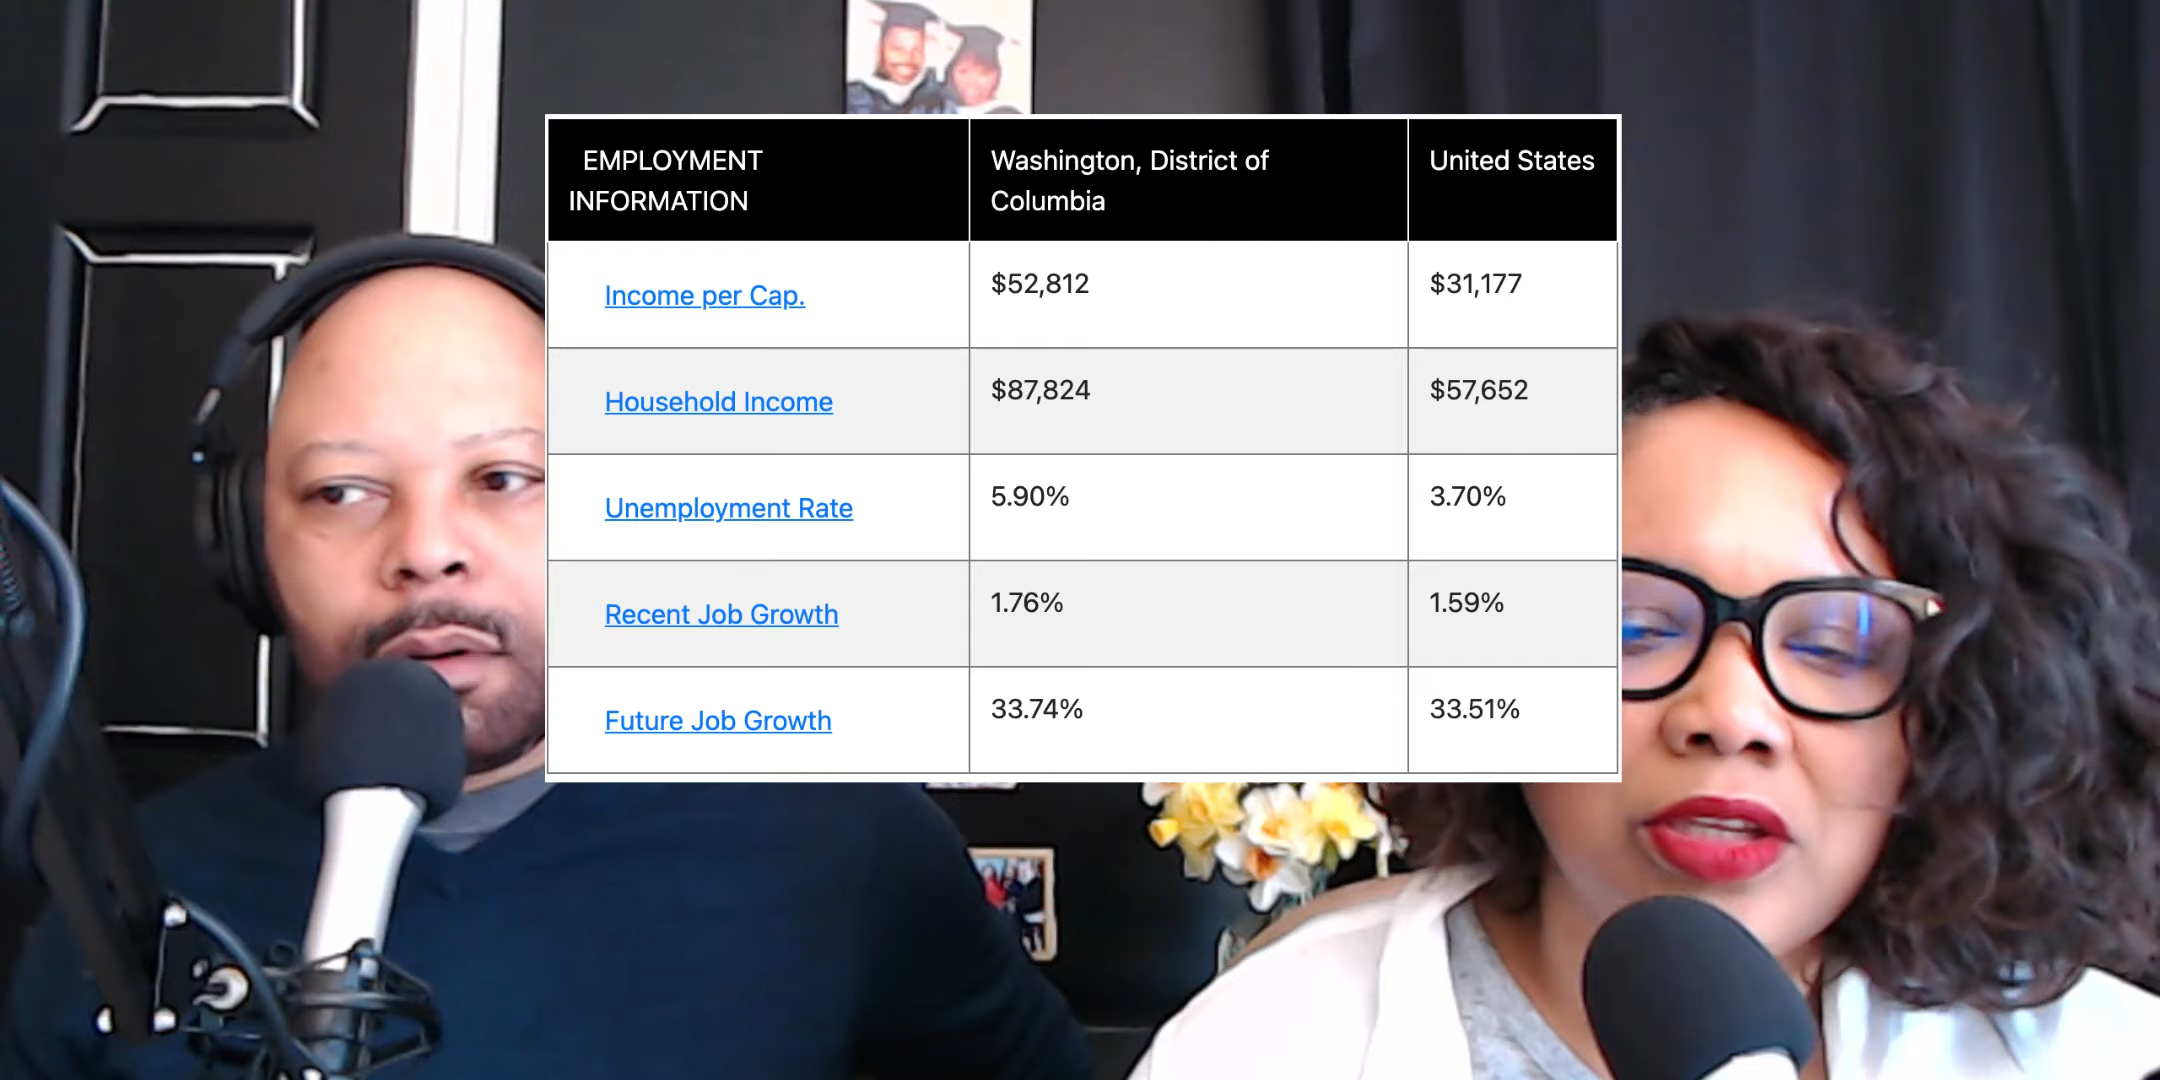 EMPLOYMENT
INFORMATION
Washington, District of
Columbia
United States
Income per Cap.
$52,812
$31,177
Household Income
$87,824
$57,652
Unemployment Rate
5.90%
3.70%
Recent Job Growth
1.76%
1.59%
Future Job Growth
33.74%
33.51%